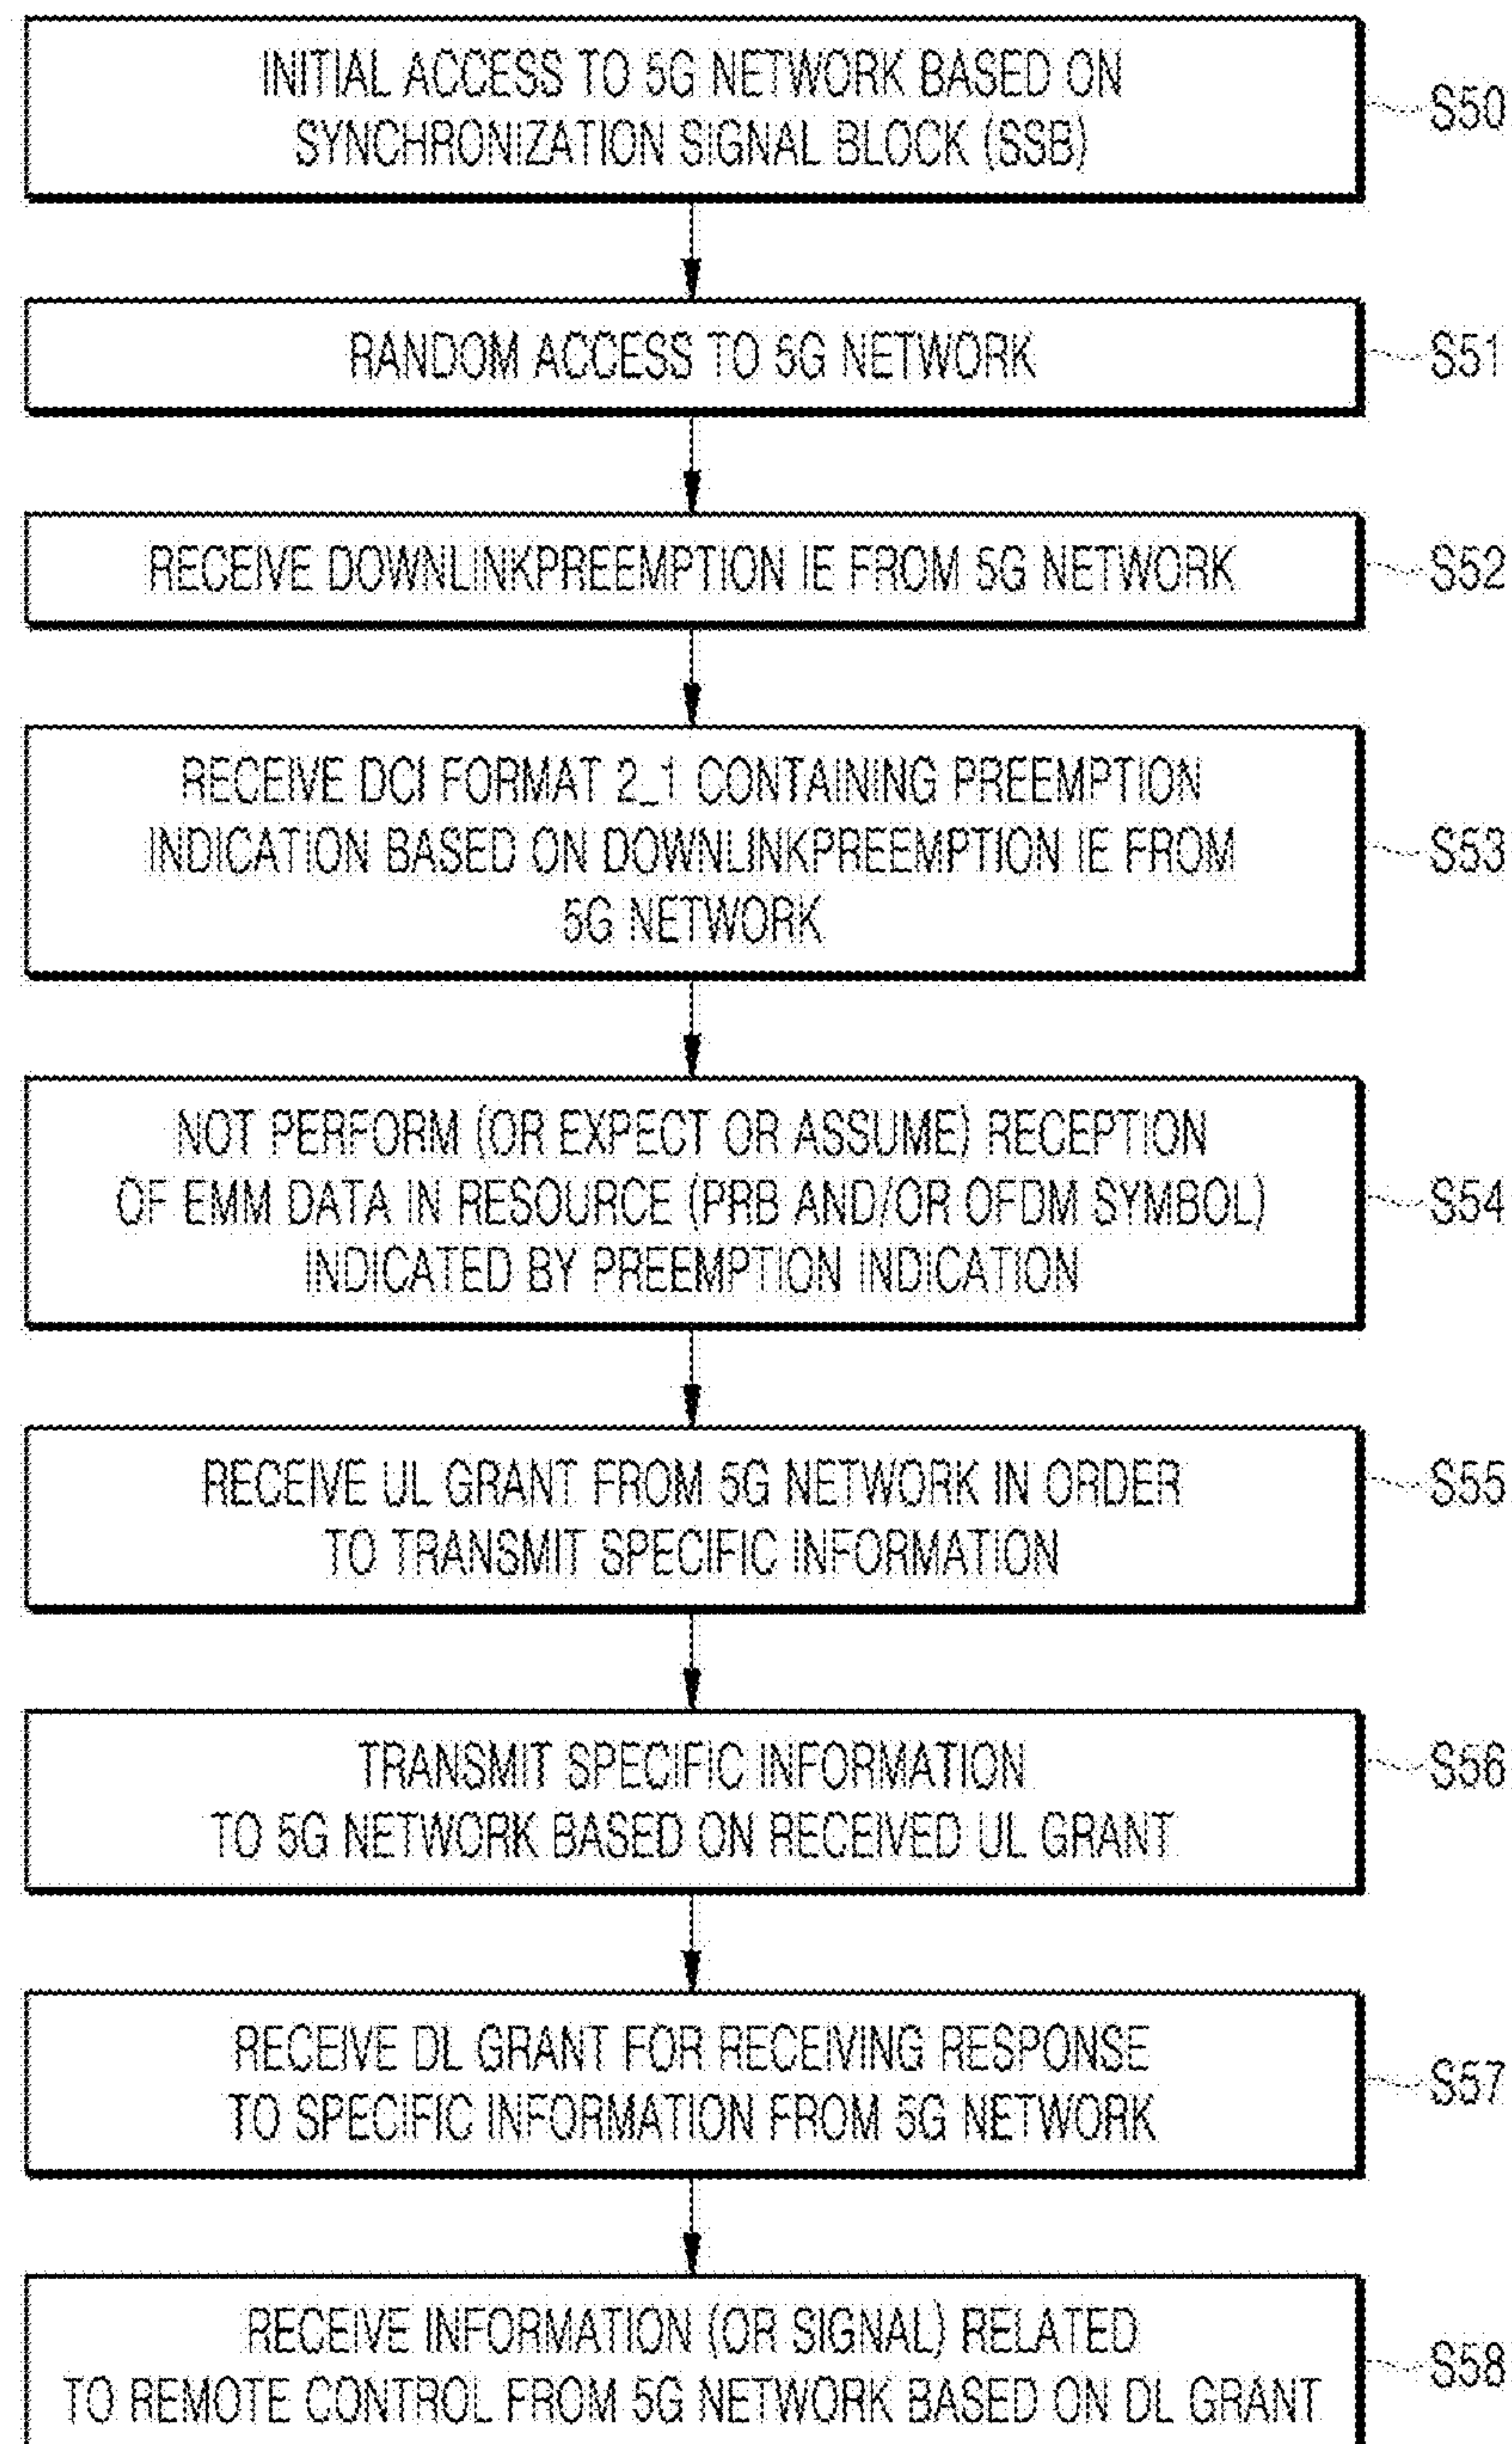 INITIAL ACCESS TO 5G NETWORK BASED ON
SYNCHRONIZATION SIGNAL BLOCK (SSB)
S50
RANDOM ACCESS TO 5G NETWORK
S51
RECEIVE DOWNLINKPREEMPTION IE FROM 5G NETWORK
S52
RECEIVE DCI FORMAT 2_1 CONTAINING PREEMPTION
INDICATION BASED ON DOWNLINKPREEMPTION IE FROM
5G NETWORK
S53
NOT PERFORM (OR EXPECT OR ASSUME) RECEPTION
OF EMM DATA IN RESOURCE (PRB AND/OR OFDM SYMBOL)
INDICATED BY PREEMPTION INDICATION
S54
RECEIVE UL GRANT FROM 5G NETWORK IN ORDER
TO TRANSMIT SPECIFIC INFORMATION
S55
TRANSMIT SPECIFIC INFORMATION
TO 5G NETWORK BASED ON RECEIVED UL GRANT
S56
RECEIVE DL GRANT FOR RECEIVING RESPONSE
TO SPECIFIC INFORMATION FROM 5G NETWORK
S57
RECEIVE INFORMATION (OR SIGNAL) RELATED
TO REMOTE CONTROL FROM 5G NETWORK BASED ON DL GRANT
S58